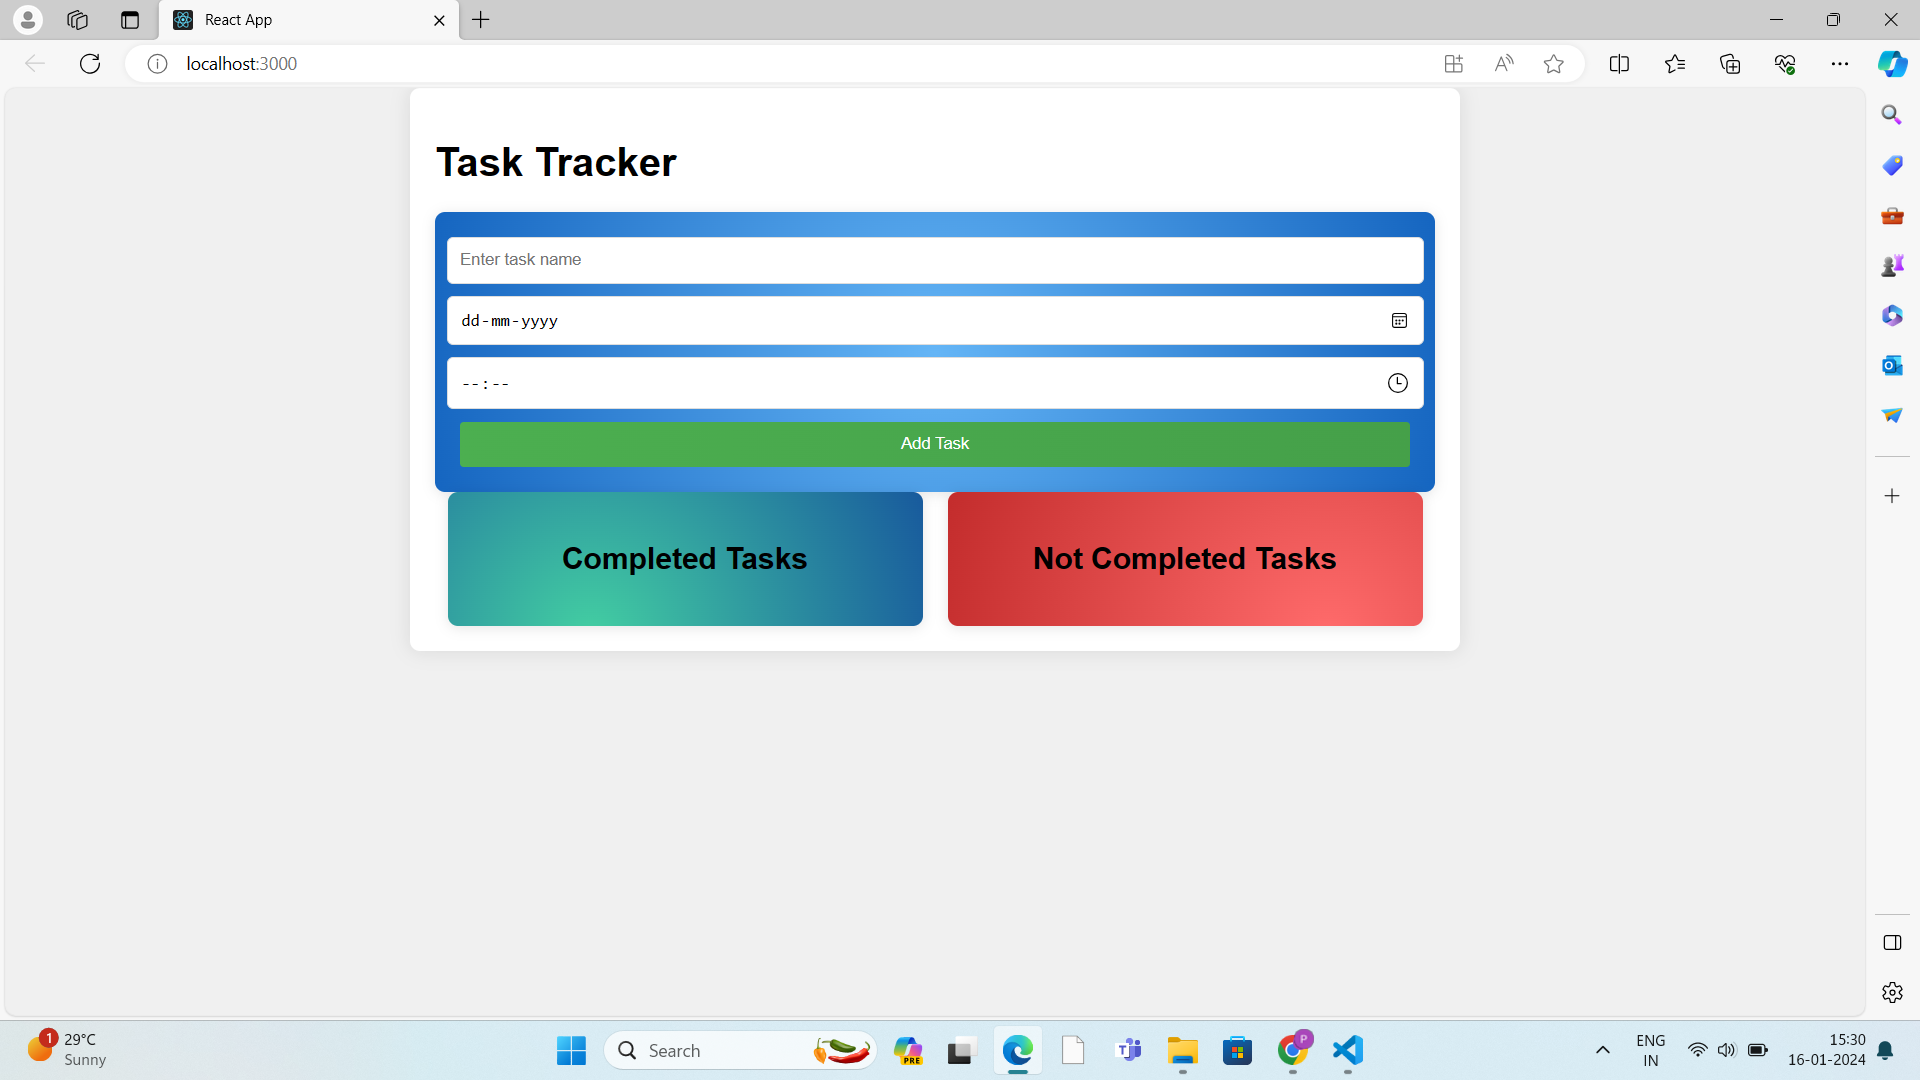 React App
localhost:3000
Task Tracker
Enter task name
dd-mm-yyyy
--:--
Add Task
Completed Tasks
Not Completed Tasks
1
29°C
Sunny
Search
PRE
P
ENG
IN
15:30
16-01-2024